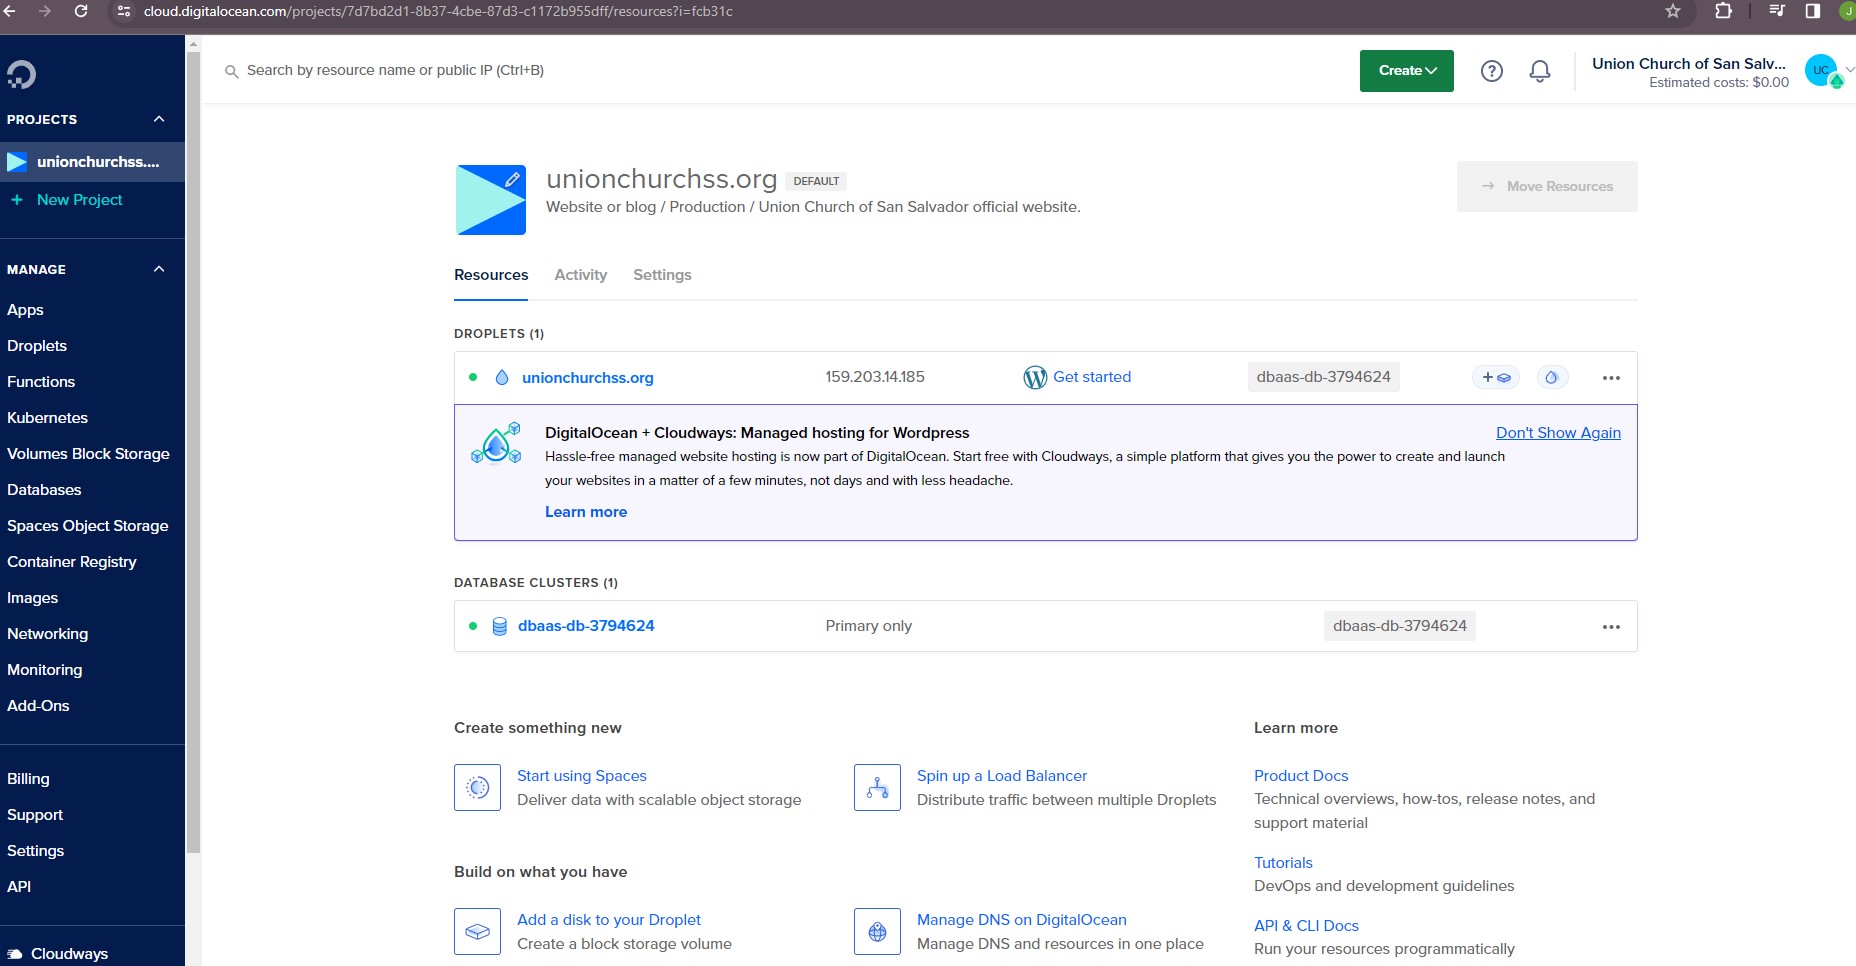 cloud.digitalocean.com/projects/7d7bd2d1-8b37-4cbe-87d3-c1172b955dff/resources?i=fcb31c
J
Search by resource name or public IP (Ctrl+B)
Create
Union Church of San Salv...
Estimated costs: $0.00
UC
PROJECTS
unionchurchss....
+ New Project
MANAGE
Apps
Droplets
Functions
Kubernetes
Volumes Block Storage
Databases
Spaces Object Storage
Container Registry
Images
Networking
Monitoring
Add-Ons
Billing
Support
Settings
API
Cloudways
unionchurchss.org DEFAULT
Website or blog / Production / Union Church of San Salvador official website.
→ Move Resources
Resources Activity Settings
DROPLETS (1)
unionchurchss.org 159.203.14.185 Get started dbaas-db-3794624 + ...
DigitalOcean + Cloudways: Managed hosting for Wordpress Don't Show Again
Hassle-free managed website hosting is now part of DigitalOcean. Start free with Cloudways, a simple platform that gives you the power to create and launch
your websites in a matter of a few minutes, not days and with less headache.
Learn more
DATABASE CLUSTERS (1)
dbaas-db-3794624 Primary only dbaas-db-3794624 ...
Create something new
Start using Spaces
Deliver data with scalable object storage
Spin up a Load Balancer
Distribute traffic between multiple Droplets
Build on what you have
Add a disk to your Droplet
Create a block storage volume
Manage DNS on DigitalOcean
Manage DNS and resources in one place
Learn more
Product Docs
Technical overviews, how-tos, release notes, and
support material
Tutorials
DevOps and development guidelines
API & CLI Docs
Run your resources programmatically